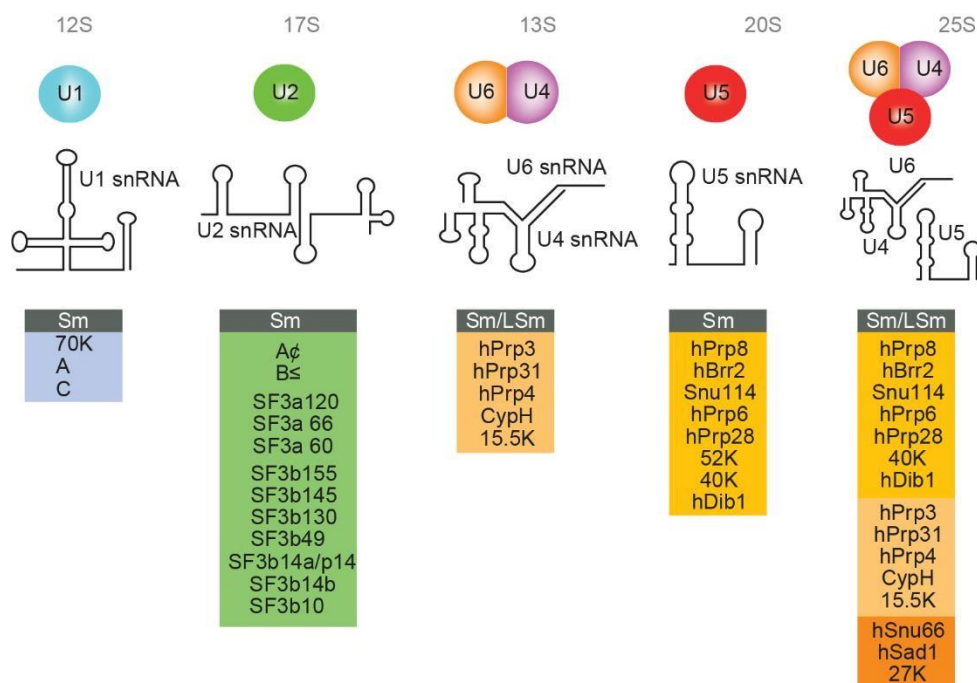 12S
17S
13S
20S
25S
U1
U2
U6
U4
U5
U6
U4
U5
U1 snRNA
U2 snRNA
U6 snRNA
U4 snRNA
U5 snRNA
U6
U4
U5
Sm
70K
A
C
Sm
A¢
B≤
SF3a120
SF3a 66
SF3a 60
SF3b155
SF3b145
SF3b130
SF3b49
SF3b14a/p14
SF3b14b
SF3b10
Sm/LSm
hPrp3
hPrp31
hPrp4
CypH
15.5K
Sm
hPrp8
hBrr2
Snu114
hPrp6
hPrp28
52K
40K
hDib1
Sm/LSm
hPrp8
hBrr2
Snu114
hPrp6
hPrp28
40K
hDib1
hPrp3
hPrp31
hPrp4
CypH
15.5K
hSnu66
hSad1
27K